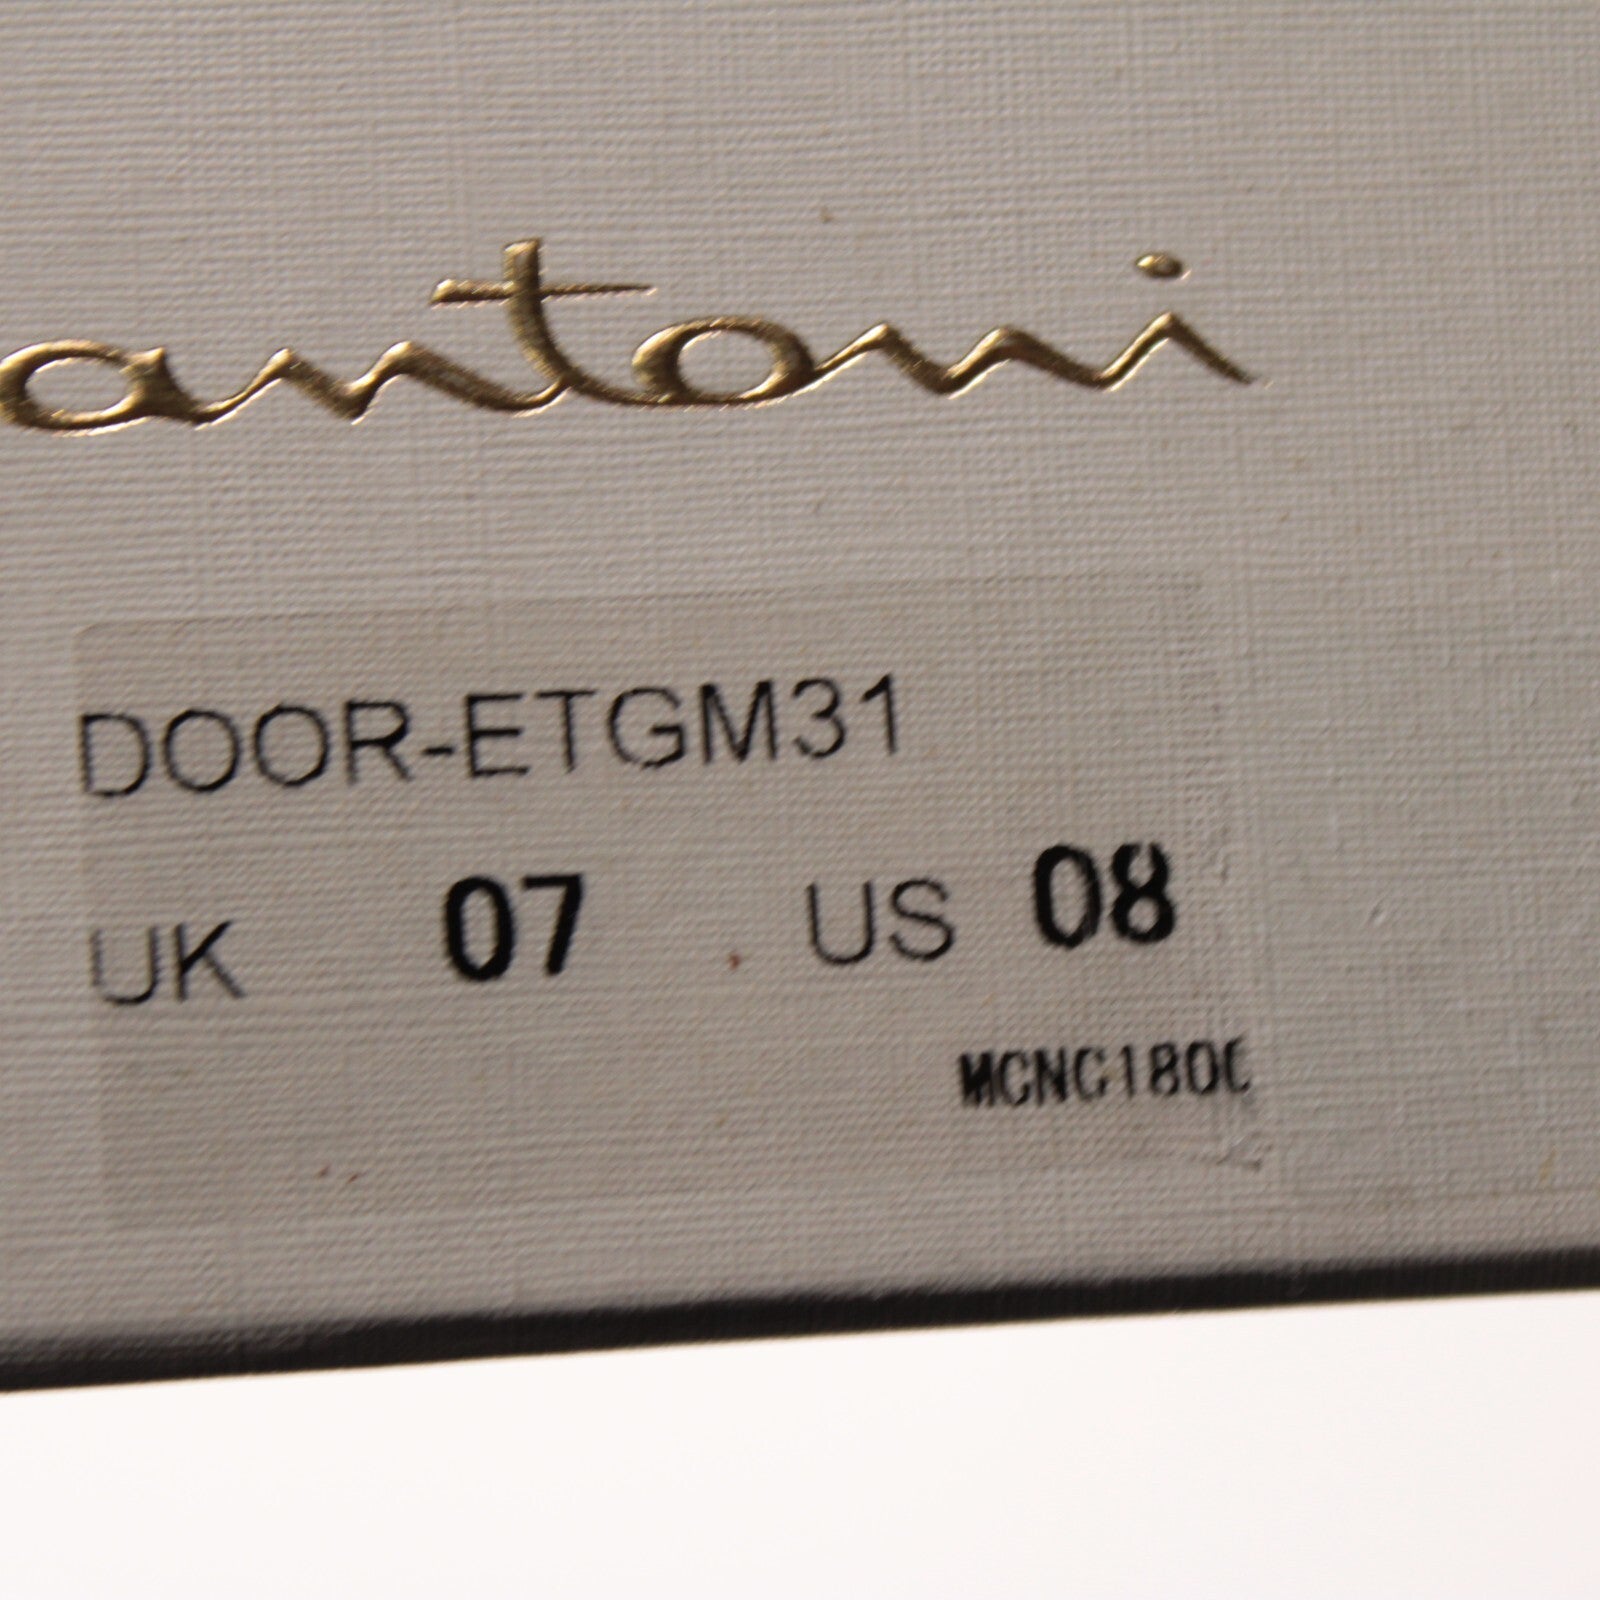 antoni
DOOR-ETGM31
UK 07 US 08